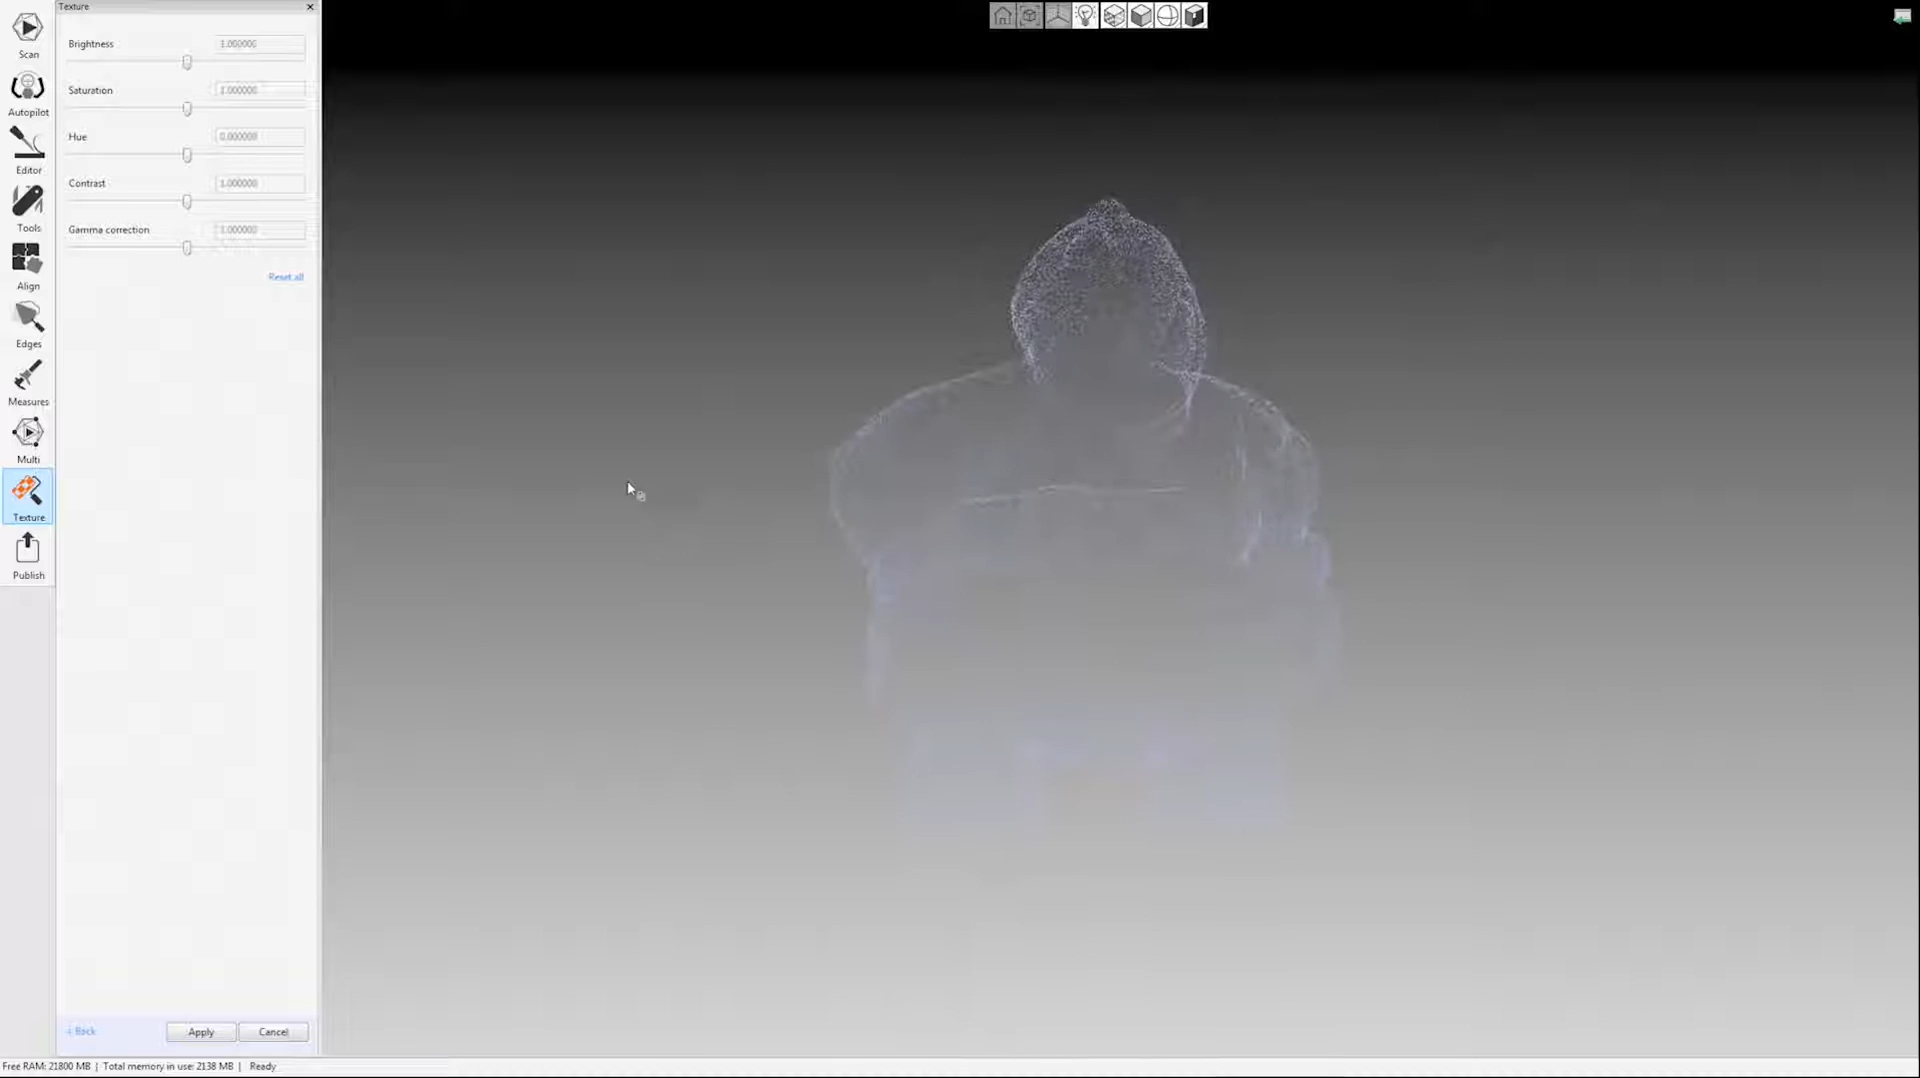 Texture
Scan
Autopilot
Editor
Tools
Align
Edges
Measures
Multi
Texture
Publish
Brightness 1.000000
Saturation 1.000000
Hue 0.000000
Contrast 1.000000
Gamma correction 1.000000
Reset all
Back Apply Cancel
Free RAM: 21800 MB | Total memory in use: 2138 MB | Ready